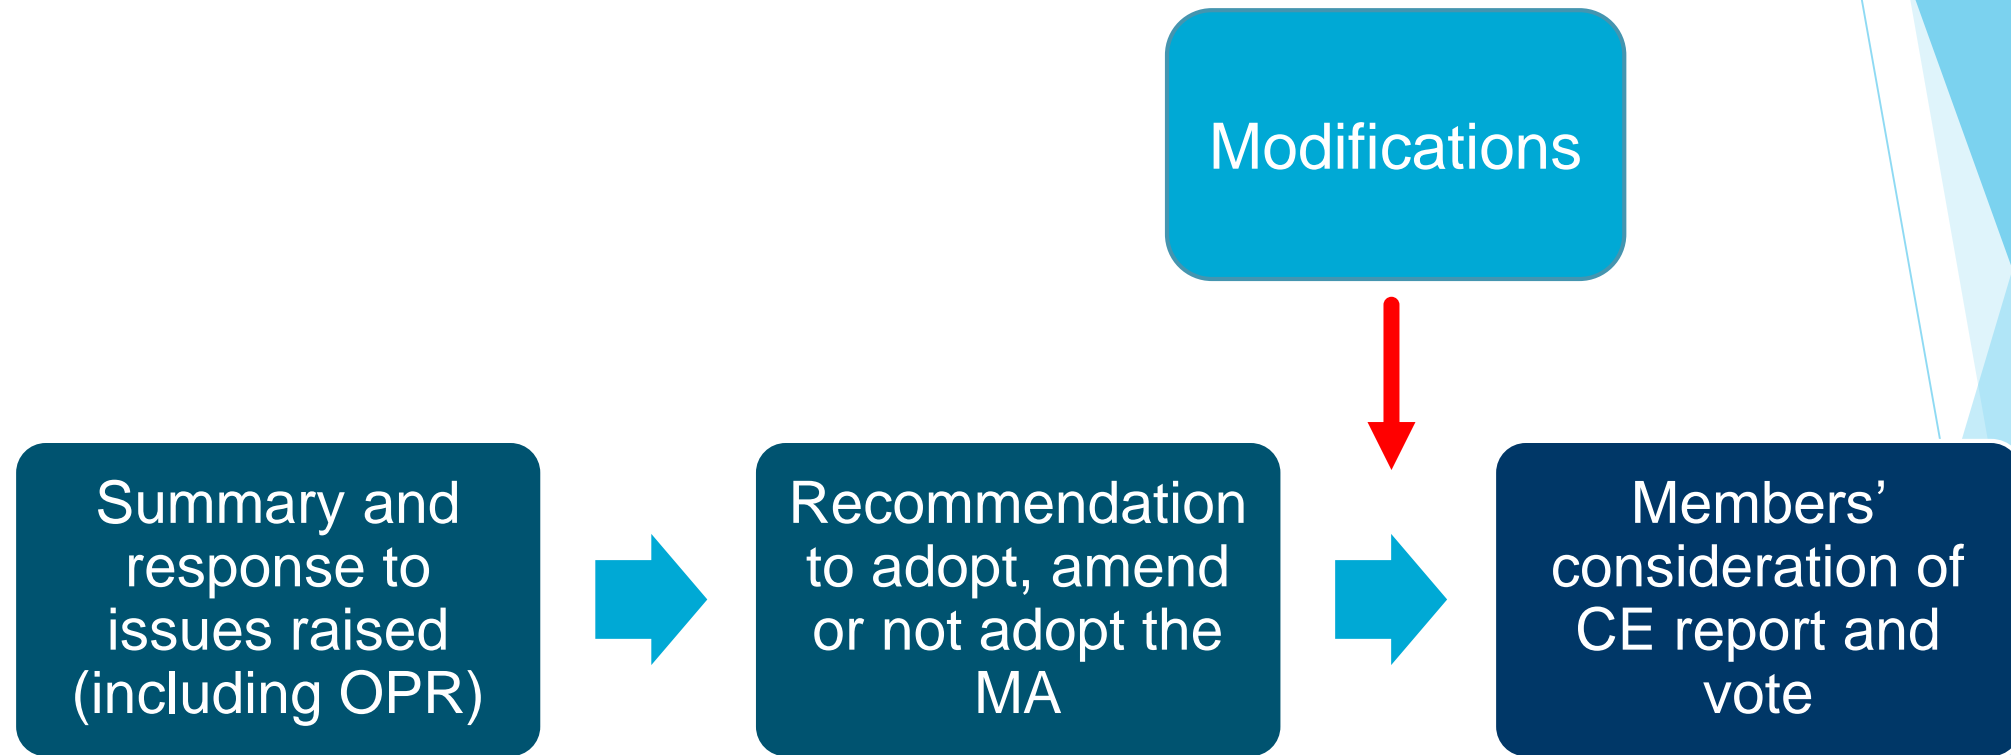 Modifications
Summary and
response to
issues raised
(including OPR)
Recommendation
to adopt, amend
or not adopt the
MA
Members’
consideration of
CE report and
vote